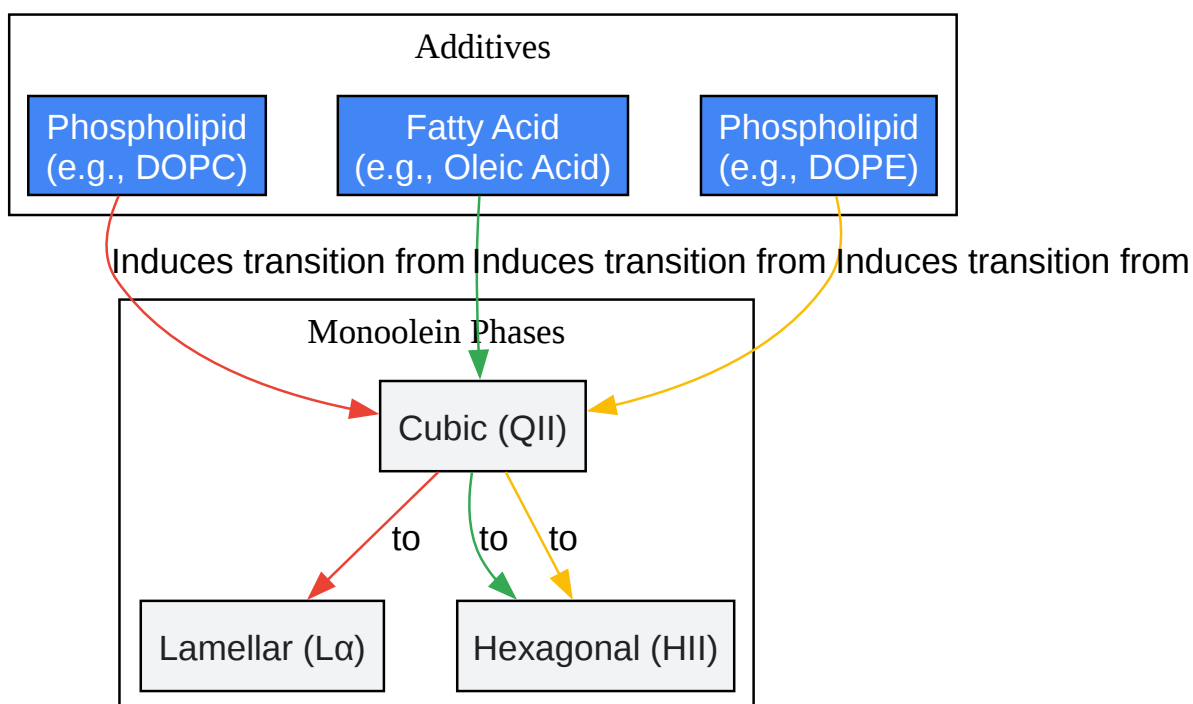 Additives
Phospholipid
(e.g., DOPC)
Fatty Acid
(e.g., Oleic Acid)
Phospholipid
(e.g., DOPE)
Induces transition from
Induces transition from
Induces transition from
Monoolein Phases
Cubic (QII)
to
to
to
Lamellar (Lα)
Hexagonal (HII)